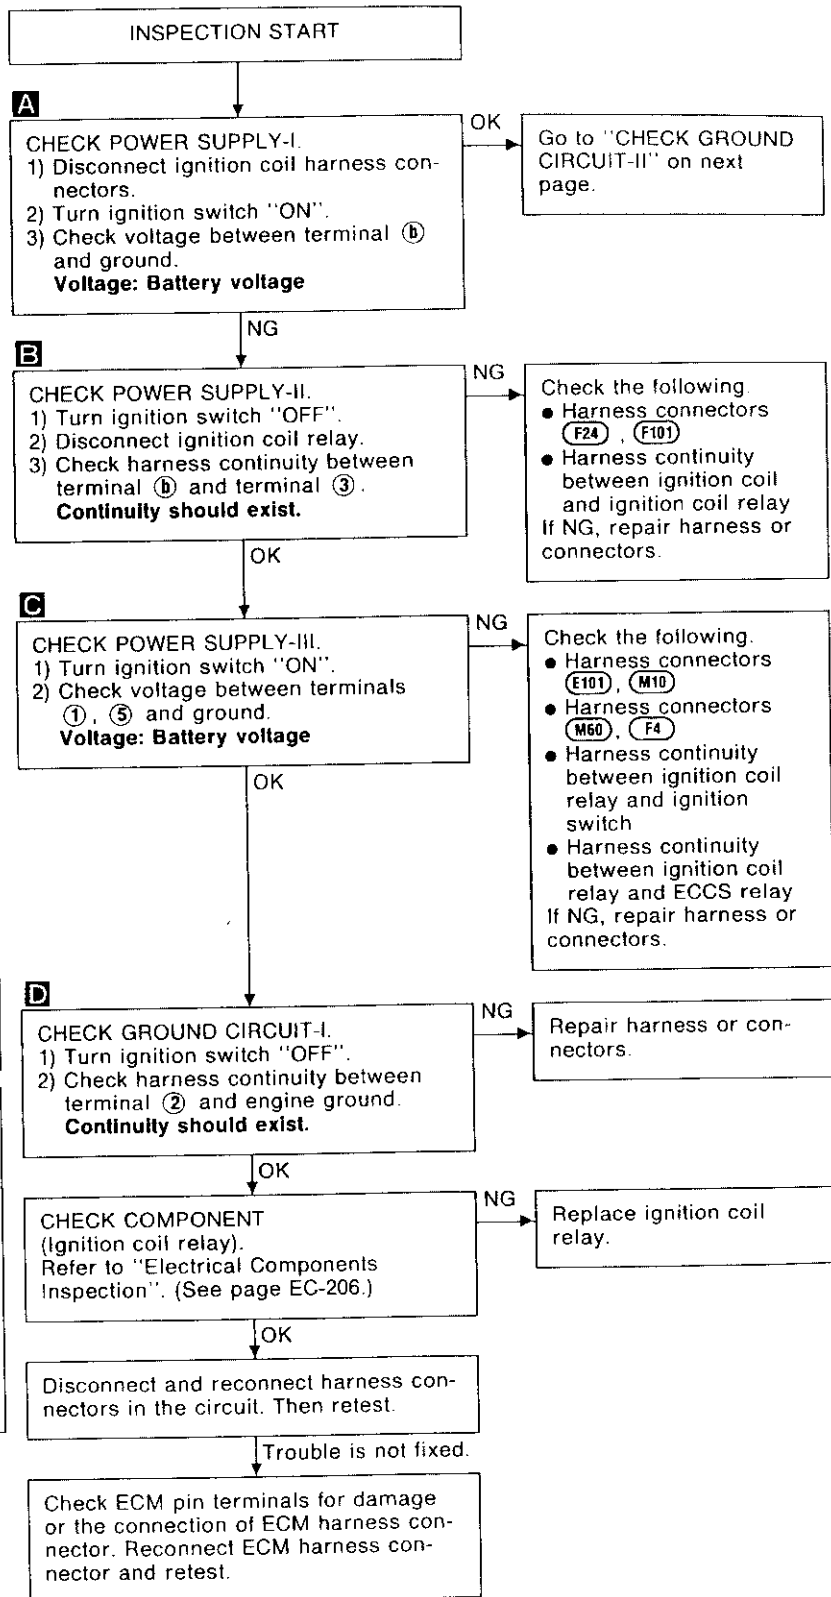 INSPECTION START
A
CHECK POWER SUPPLY-I.
1) Disconnect ignition coil harness con-
nectors.
2) Turn ignition switch "ON".
3) Check voltage between terminal ⓑ
and ground.
Voltage: Battery voltage
OK
Go to "CHECK GROUND
CIRCUIT-II" on next
page.
NG
B
CHECK POWER SUPPLY-II.
1) Turn ignition switch "OFF".
2) Disconnect ignition coil relay.
3) Check harness continuity between
terminal ⓑ and terminal ③.
Continuity should exist.
NG
Check the following.
● Harness connectors
F24 , F101
● Harness continuity
between ignition coil
and ignition coil relay
If NG, repair harness or
connectors.
OK
C
CHECK POWER SUPPLY-III.
1) Turn ignition switch "ON".
2) Check voltage between terminals
①, ⑤ and ground.
Voltage: Battery voltage
NG
Check the following.
● Harness connectors
E101, M10
● Harness connectors
M60, F4
● Harness continuity
between ignition coil
relay and ignition
switch
● Harness continuity
between ignition coil
relay and ECCS relay
If NG, repair harness or
connectors.
OK
D
CHECK GROUND CIRCUIT-I.
1) Turn ignition switch "OFF".
2) Check harness continuity between
terminal ② and engine ground.
Continuity should exist.
NG
Repair harness or con-
nectors.
OK
CHECK COMPONENT
(Ignition coil relay).
Refer to "Electrical Components
Inspection". (See page EC-206.)
NG
Replace ignition coil
relay.
OK
Disconnect and reconnect harness con-
nectors in the circuit. Then retest.
Trouble is not fixed.
Check ECM pin terminals for damage
or the connection of ECM harness con-
nector. Reconnect ECM harness con-
nector and retest.